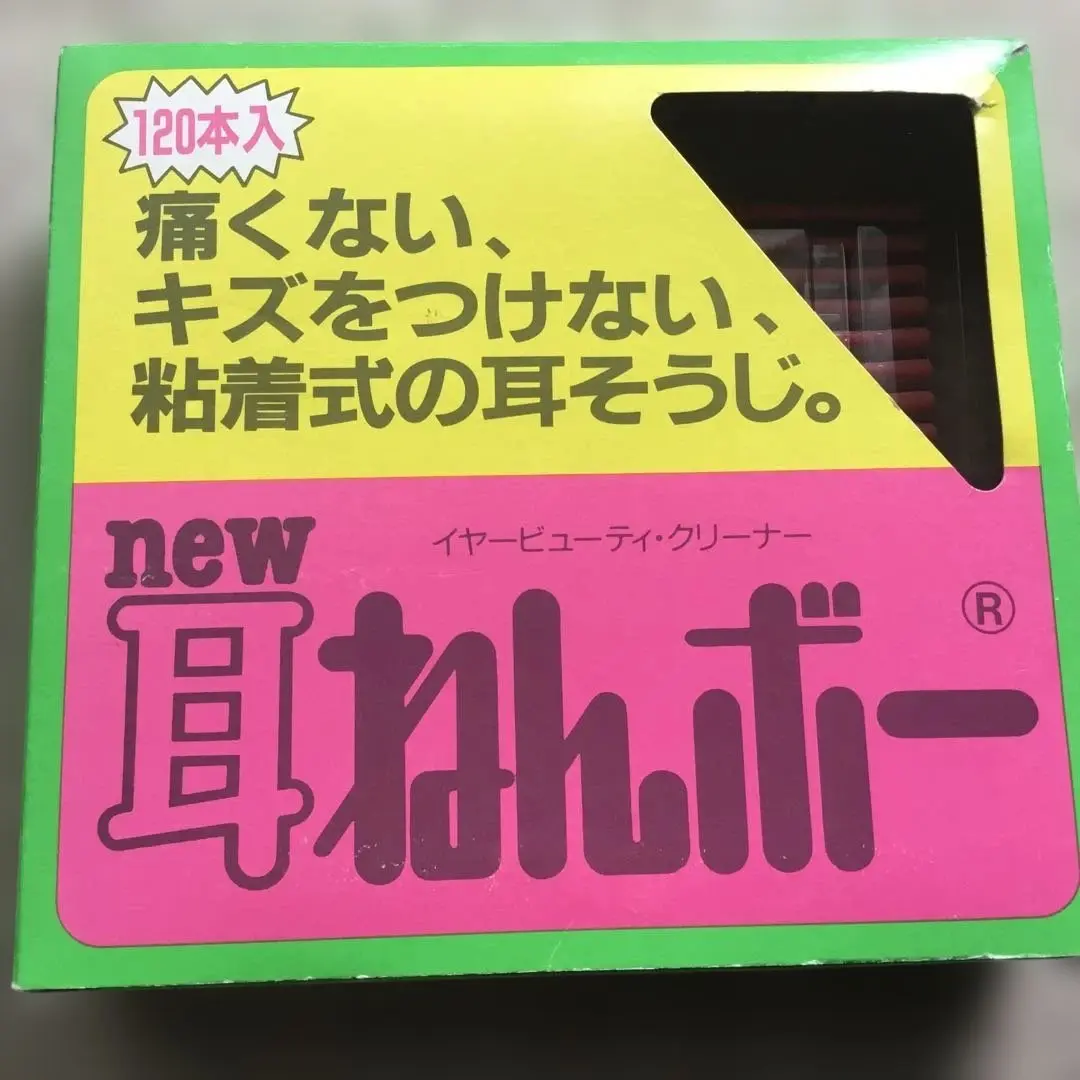 120本入
痛くない、
キズをつけない、
粘着式の耳そうじ。
new
イヤービューティ・クリーナー
耳ねんボー®